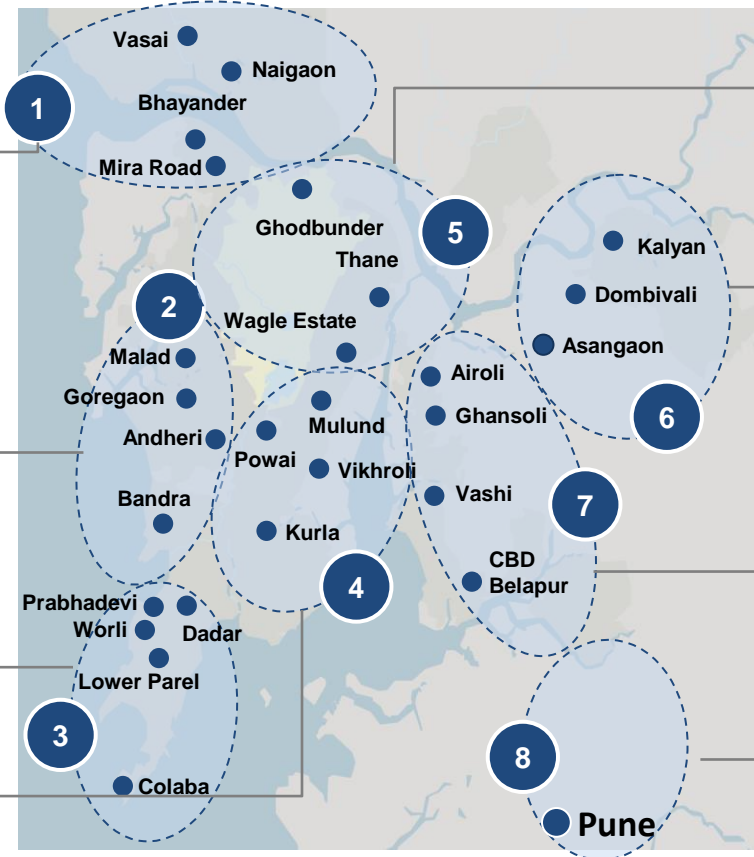 Vasai
Naigaon
1
Bhayander
Mira Road
Ghodbunder
5
Thane
Kalyan
2
Dombivali
Wagle Estate
Asangaon
Malad
Airoli
Goregaon
Ghansoli
6
Mulund
Andheri
Powai
Vikhroli
Bandra
Vashi
7
Kurla
CBD
Belapur
4
Prabhadevi
Worli
Dadar
Lower Parel
3
8
Colaba
Pune